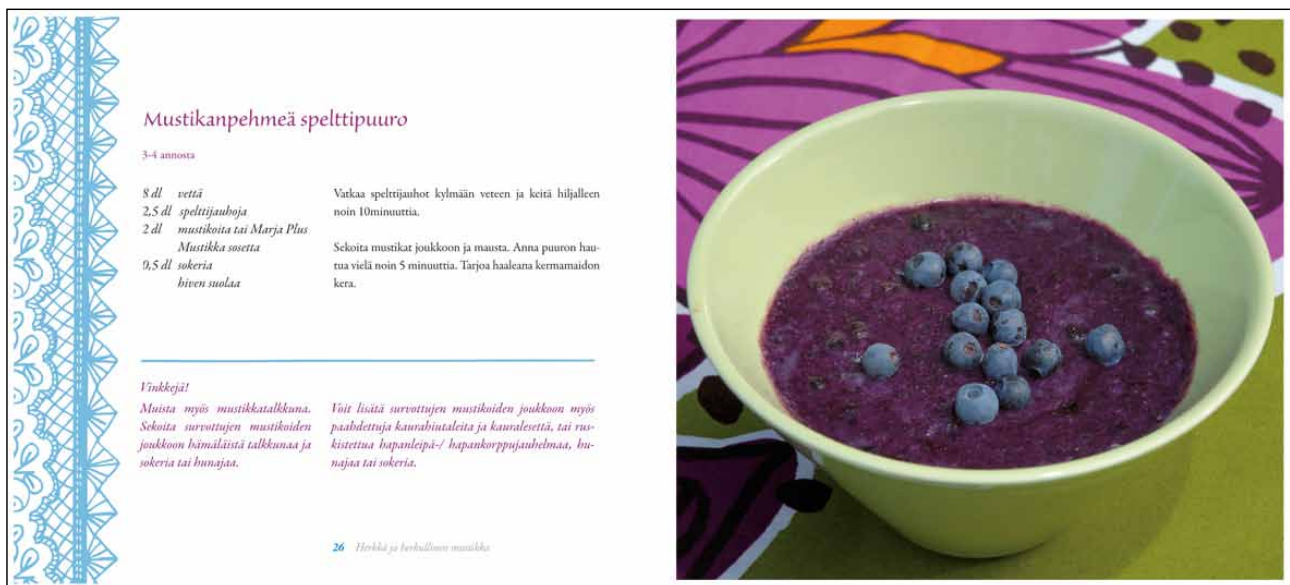 Mustikanpehmeä spelttipuuro
3-4 annosta
8 dl vettä
2,5 dl spelttijauhoja
2 dl mustikoita tai Marja Plus
Mustikka sosetta
0,5 dl sokeria
hiven suolaa
Vatkaa spelttijauhot kylmään veteen ja keitä hiljalleen
noin 10minuuttia.
Sekoita mustikat joukkoon ja mausta. Anna puuron hau-
tua vielä noin 5 minuuttia. Tarjoa haaleana kermamaidon
kera.
Vinkkejä!
Muista myös mustikkatalkkuna.
Sekoita survottujen mustikoiden
joukkoon hämäläistä talkkunaa ja
sokeria tai hunajaa.
Voit lisätä survottujen mustikoiden joukkoon myös
paahdettuja kaurahiutaleita ja kauralesettä, tai rus-
kistettua hapanleipä-/ hapankorppujauhelmaa, hu-
najaa tai sokeria.
26 Herkkä ja herkullinen mustikka